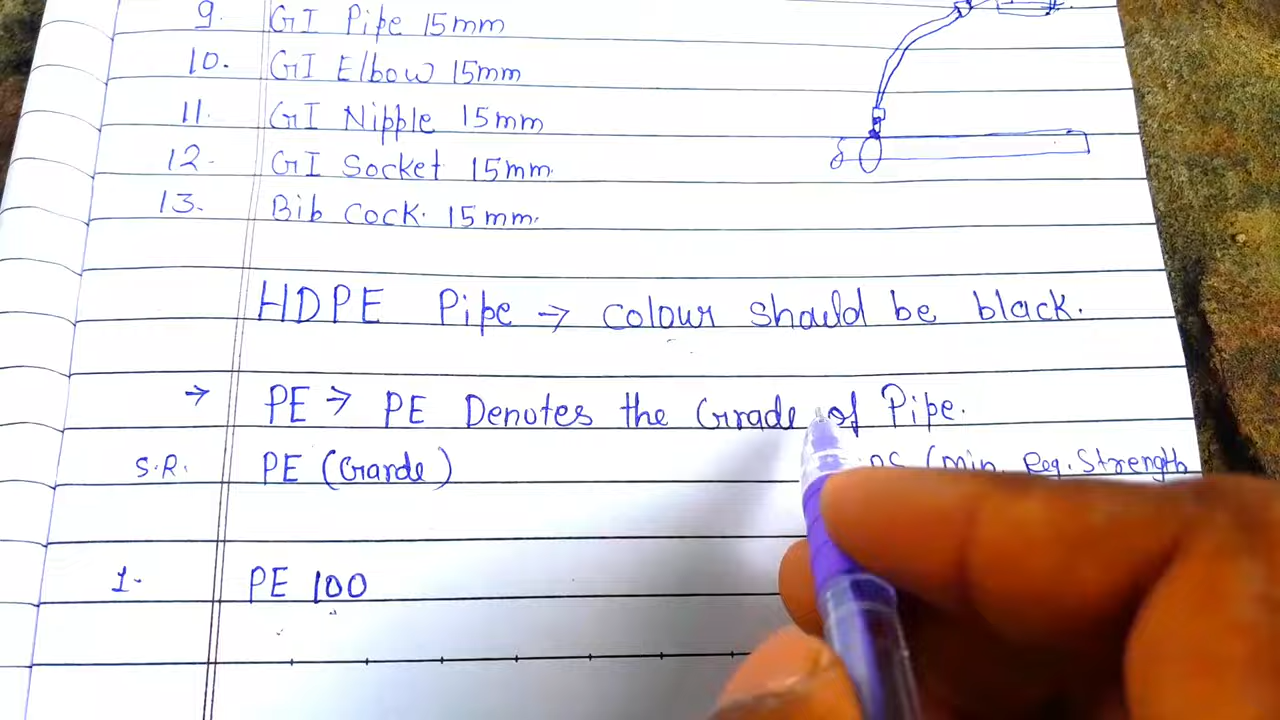 9. GI Pipe 15mm
10. GI Elbow 15mm
11. GI Nipple 15mm
12. GI Socket 15mm.
13. Bib Cock. 15mm.
HDPE Pipe → colour should be black.
→ PE → PE Denotes the Grade of Pipe.
S.R. PE (Garde) (Min. Req. Strength
1. PE 100